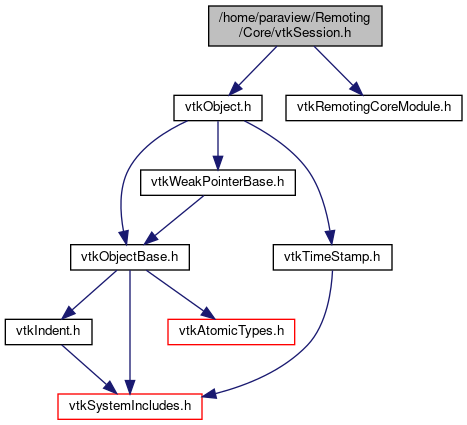 /home/paraview/Remoting
/Core/vtkSession.h
vtkObject.h
vtkRemotingCoreModule.h
vtkWeakPointerBase.h
vtkObjectBase.h
vtkTimeStamp.h
vtkIndent.h
vtkAtomicTypes.h
vtkSystemIncludes.h